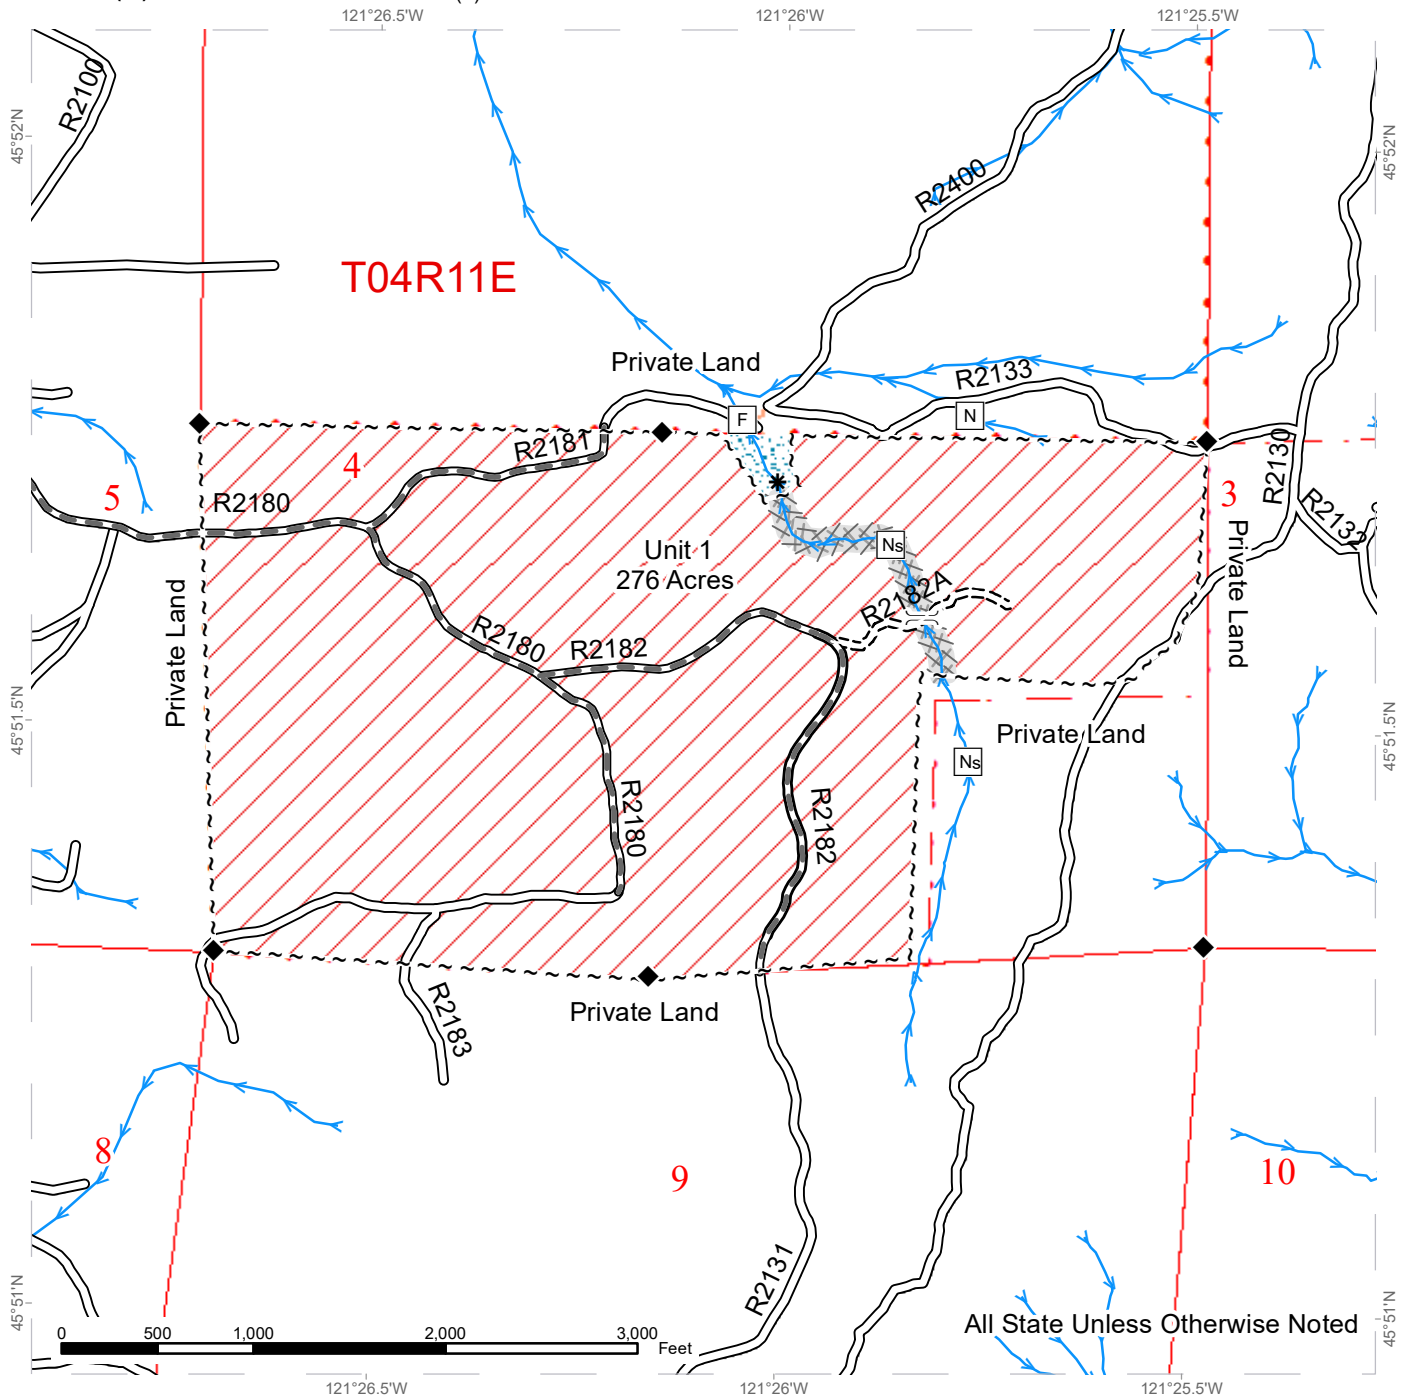 121°26.5'W
121°26'W
121°25.5'W
45°52'N
45°52'N
R2100
R2400
T04R11E
Private Land
R2133
F
N
R2181
4
5
R2180
3
R2130
R2132
Private Land
Unit 1
276 Acres
Ns
R2182A
Private Land
R2180
R2182
45°51.5'N
45°51.5'N
Private Land
Ns
R2180
R2182
Private Land
R2183
8
9
10
R2131
45°51'N
45°51'N
All State Unless Otherwise Noted
0 500 1,000 2,000 3,000
Feet
121°26.5'W
121°26'W
121°25.5'W